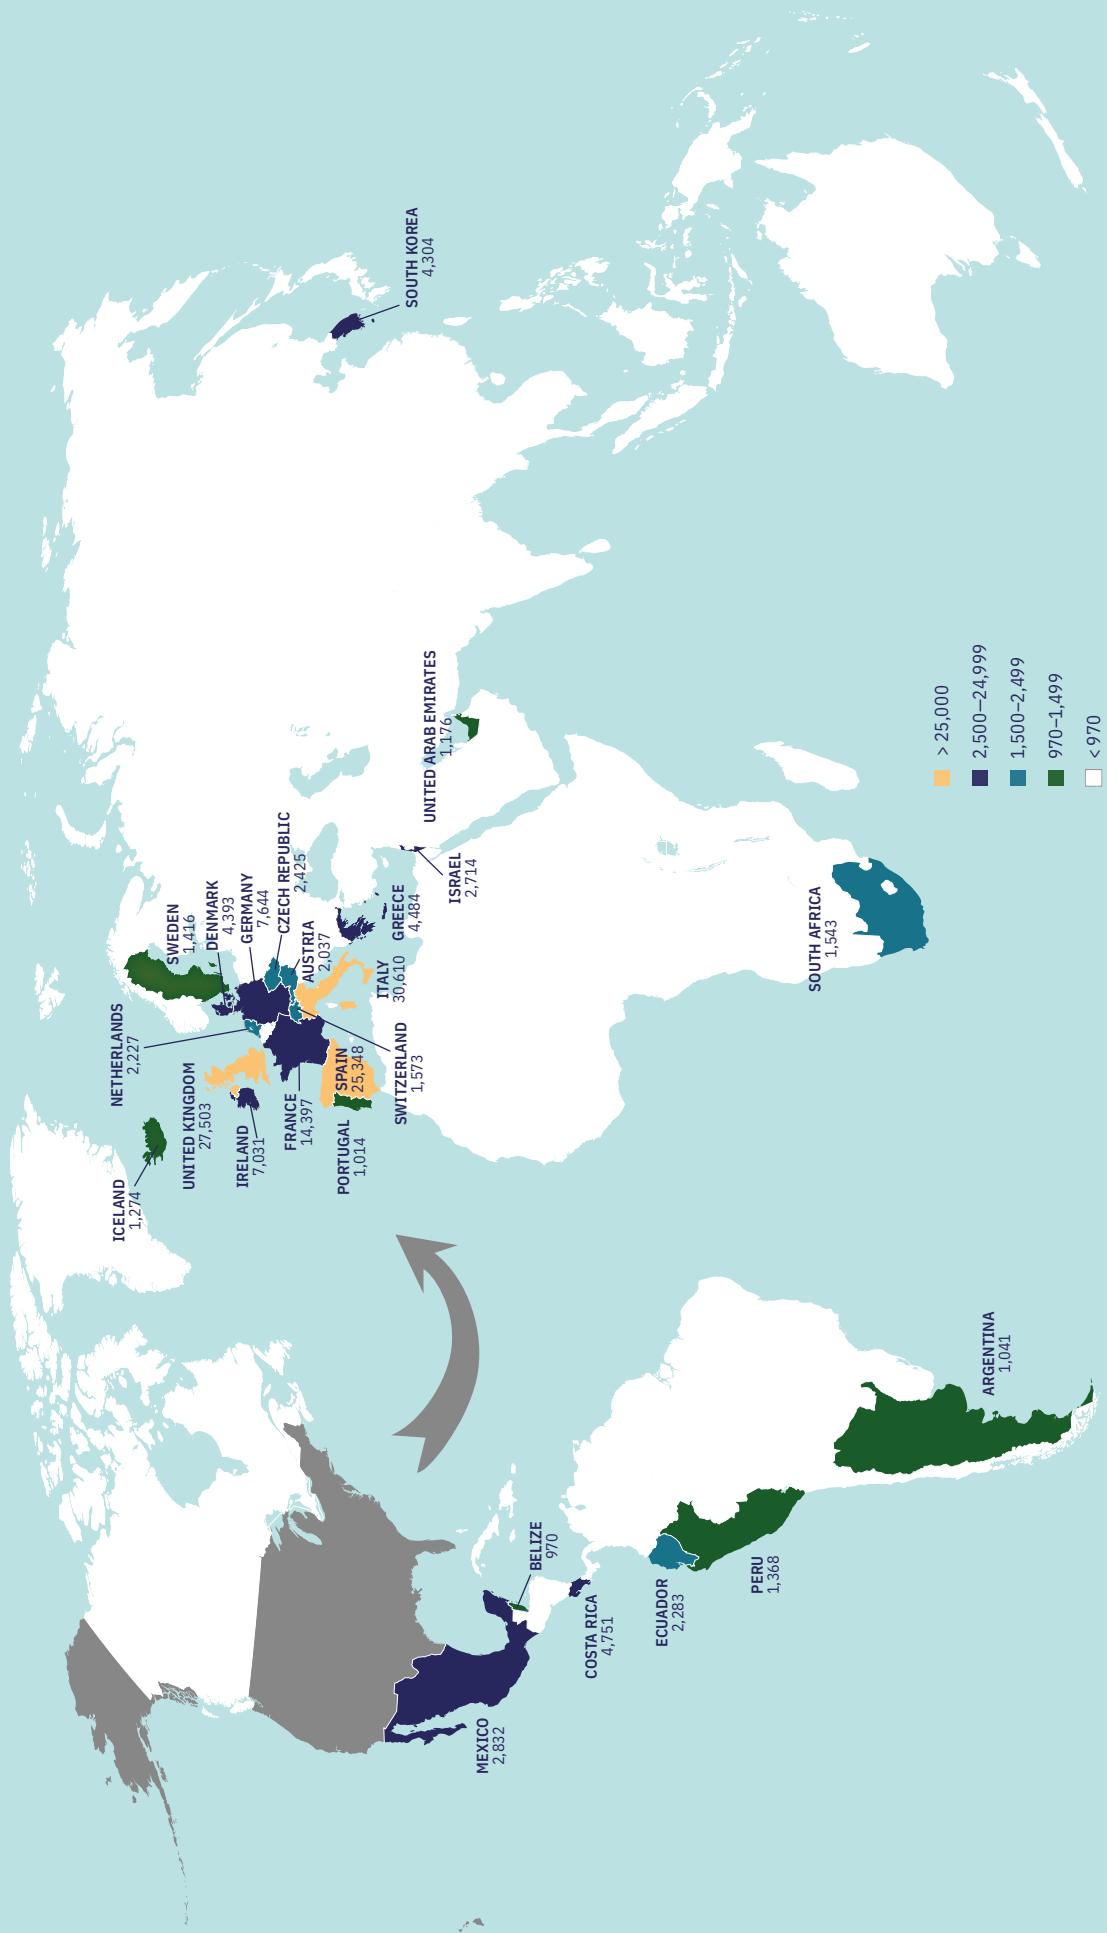 ICELAND
1,274
NETHERLANDS
2,227
SWEDEN
1,416
UNITED KINGDOM
27,503
DENMARK
4,393
IRELAND
7,031
GERMANY
7,644
FRANCE
14,397
CZECH REPUBLIC
2,425
AUSTRIA
2,037
PORTUGAL
1,014
SPAIN
25,348
ITALY
30,610
SWITZERLAND
1,573
GREECE
4,484
ISRAEL
2,714
UNITED ARAB EMIRATES
1,176
SOUTH KOREA
4,304
MEXICO
2,832
BELIZE
970
COSTA RICA
4,751
ECUADOR
2,283
PERU
1,368
SOUTH AFRICA
1,543
ARGENTINA
1,041
> 25,000
2,500–24,999
1,500–2,499
970–1,499
< 970